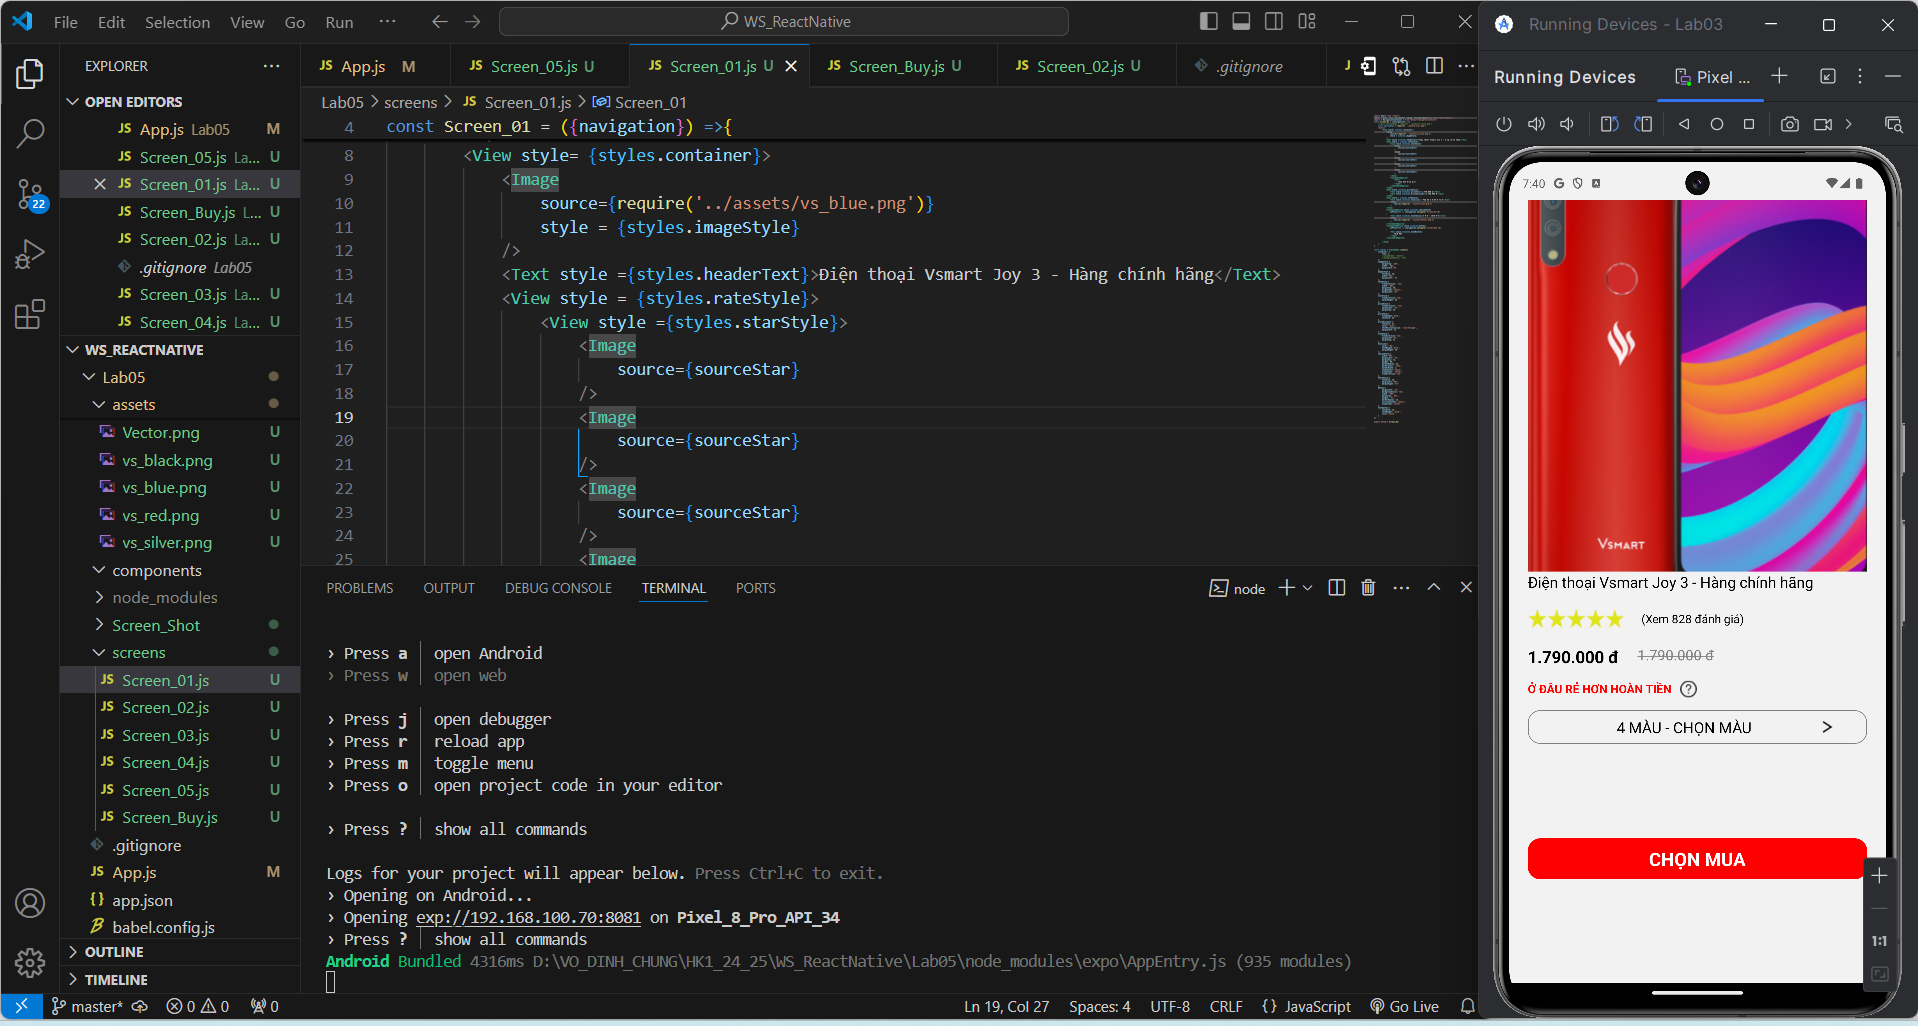 File Edit Selection View Go Run ··· WS_ReactNative
EXPLORER ···
OPEN EDITORS
JS App.js Lab05 M
JS Screen_05.js La... U
JS Screen_01.js La... U
JS Screen_Buy.js L... U
JS Screen_02.js La... U
.gitignore Lab05
JS Screen_03.js La... U
JS Screen_04.js La... U
WS_REACTNATIVE
Lab05
assets
Vector.png U
vs_black.png U
vs_blue.png U
vs_red.png U
vs_silver.png U
components
node_modules
Screen_Shot
screens
JS Screen_01.js U
JS Screen_02.js U
JS Screen_03.js U
JS Screen_04.js U
JS Screen_05.js U
JS Screen_Buy.js U
.gitignore
JS App.js M
{} app.json
babel.config.js
OUTLINE
TIMELINE
22
JS App.js M JS Screen_05.js U JS Screen_01.js U JS Screen_Buy.js U JS Screen_02.js U .gitignore
Lab05 > screens > JS Screen_01.js > Screen_01
4 const Screen_01 = ({navigation}) =>{
8 <View style= {styles.container}>
9 <Image
10 source={require('../assets/vs_blue.png')}
11 style = {styles.imageStyle}
12 />
13 <Text style ={styles.headerText}>Điện thoại Vsmart Joy 3 - Hàng chính hãng</Text>
14 <View style = {styles.rateStyle}>
15 <View style ={styles.starStyle}>
16 <Image
17 source={sourceStar}
18 />
19 <Image
20 source={sourceStar}
21 />
22 <Image
23 source={sourceStar}
24 />
25 <Image
PROBLEMS OUTPUT DEBUG CONSOLE TERMINAL PORTS node
› Press a │ open Android
› Press w │ open web
› Press j │ open debugger
› Press r │ reload app
› Press m │ toggle menu
› Press o │ open project code in your editor
› Press ? │ show all commands
Logs for your project will appear below. Press Ctrl+C to exit.
› Opening on Android...
› Opening exp://192.168.100.70:8081 on Pixel_8_Pro_API_34
› Press ? │ show all commands
Android Bundled 4316ms D:\VO_DINH_CHUNG\HK1_24_25\WS_ReactNative\Lab05\node_modules\expo\AppEntry.js (935 modules)
master* 0 0 0 Ln 19, Col 27 Spaces: 4 UTF-8 CRLF {} JavaScript Go Live
Running Devices - Lab03
Running Devices Pixel ...
7:40
VSMART
Điện thoại Vsmart Joy 3 - Hàng chính hãng
(Xem 828 đánh giá)
1.790.000 đ 1.790.000 đ
Ở ĐÂU RẺ HƠN HOÀN TIỀN ?
4 MÀU - CHỌN MÀU >
CHỌN MUA
1:1